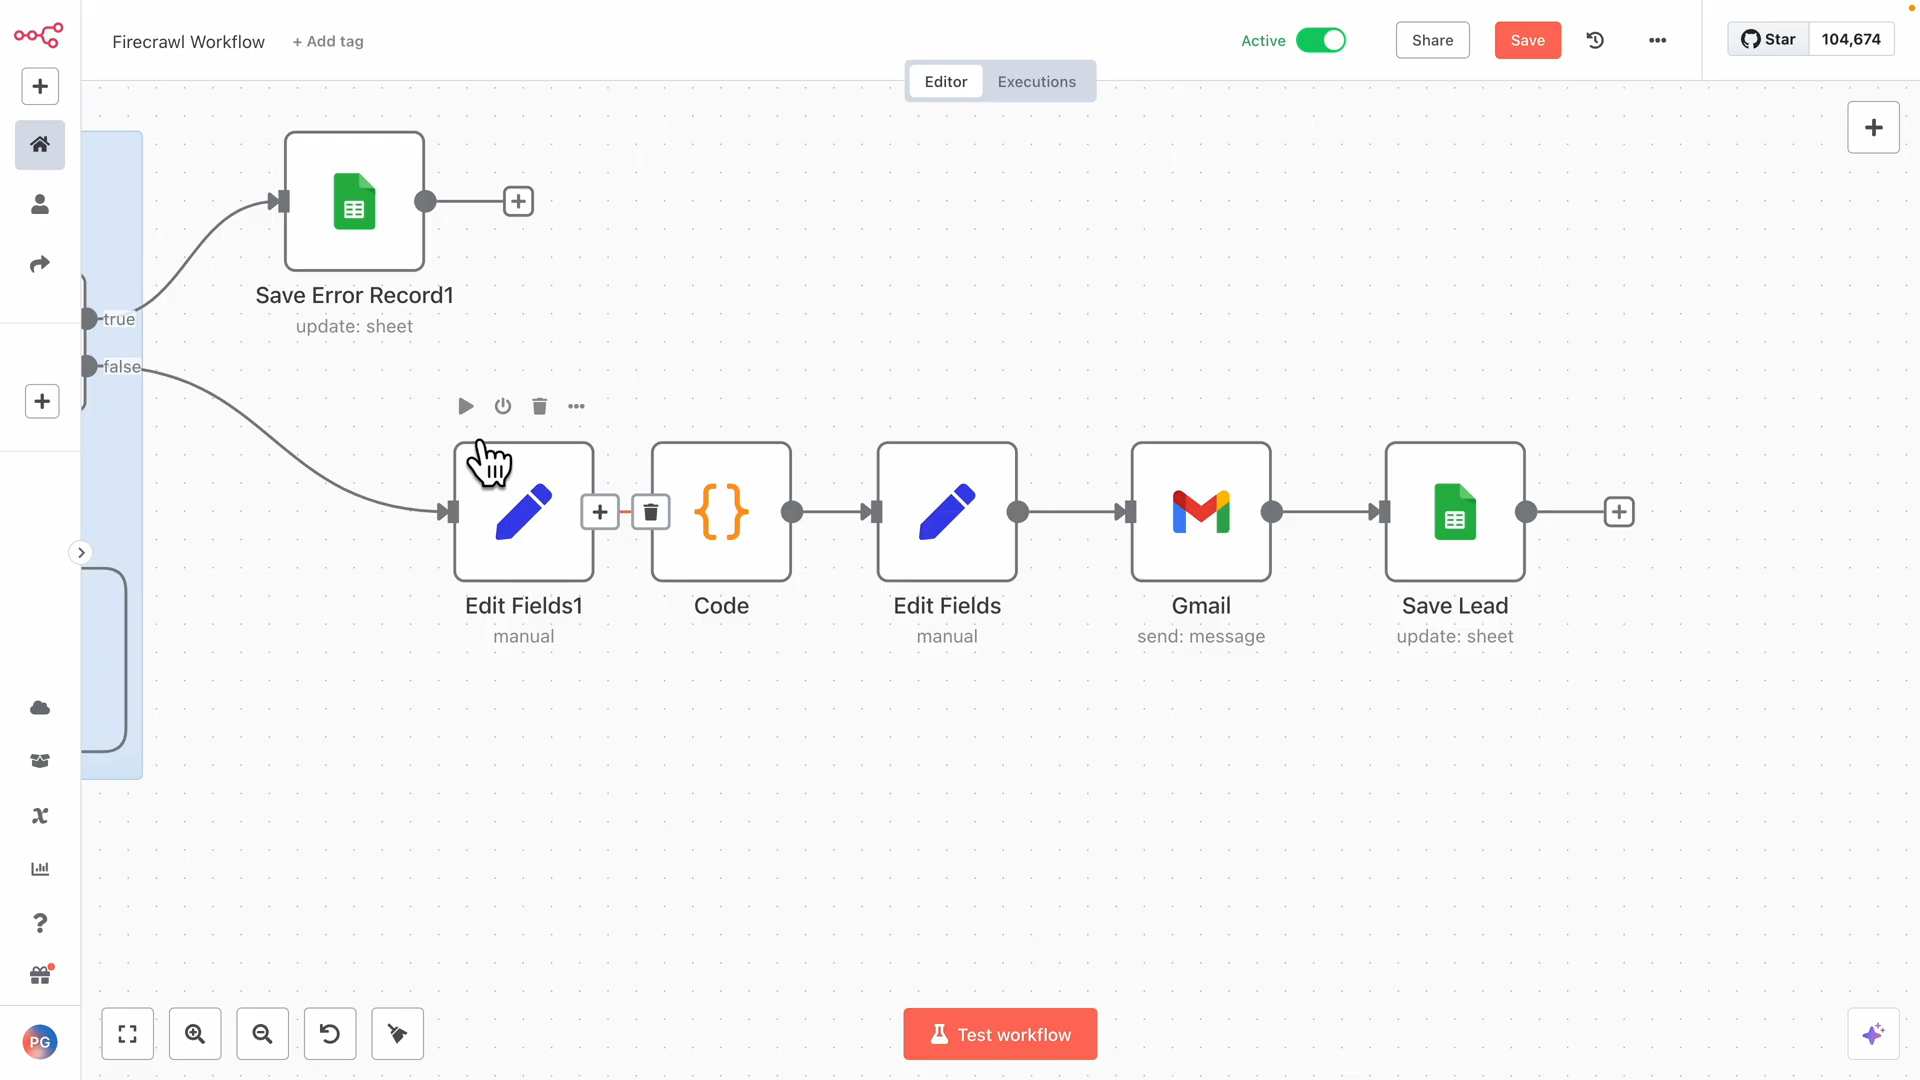 Firecrawl Workflow + Add tag Active Share Save Star 104,674
Editor Executions
true
false
Save Error Record1
update: sheet
Edit Fields1
manual
Code
Edit Fields
manual
Gmail
send: message
Save Lead
update: sheet
PG
Test workflow